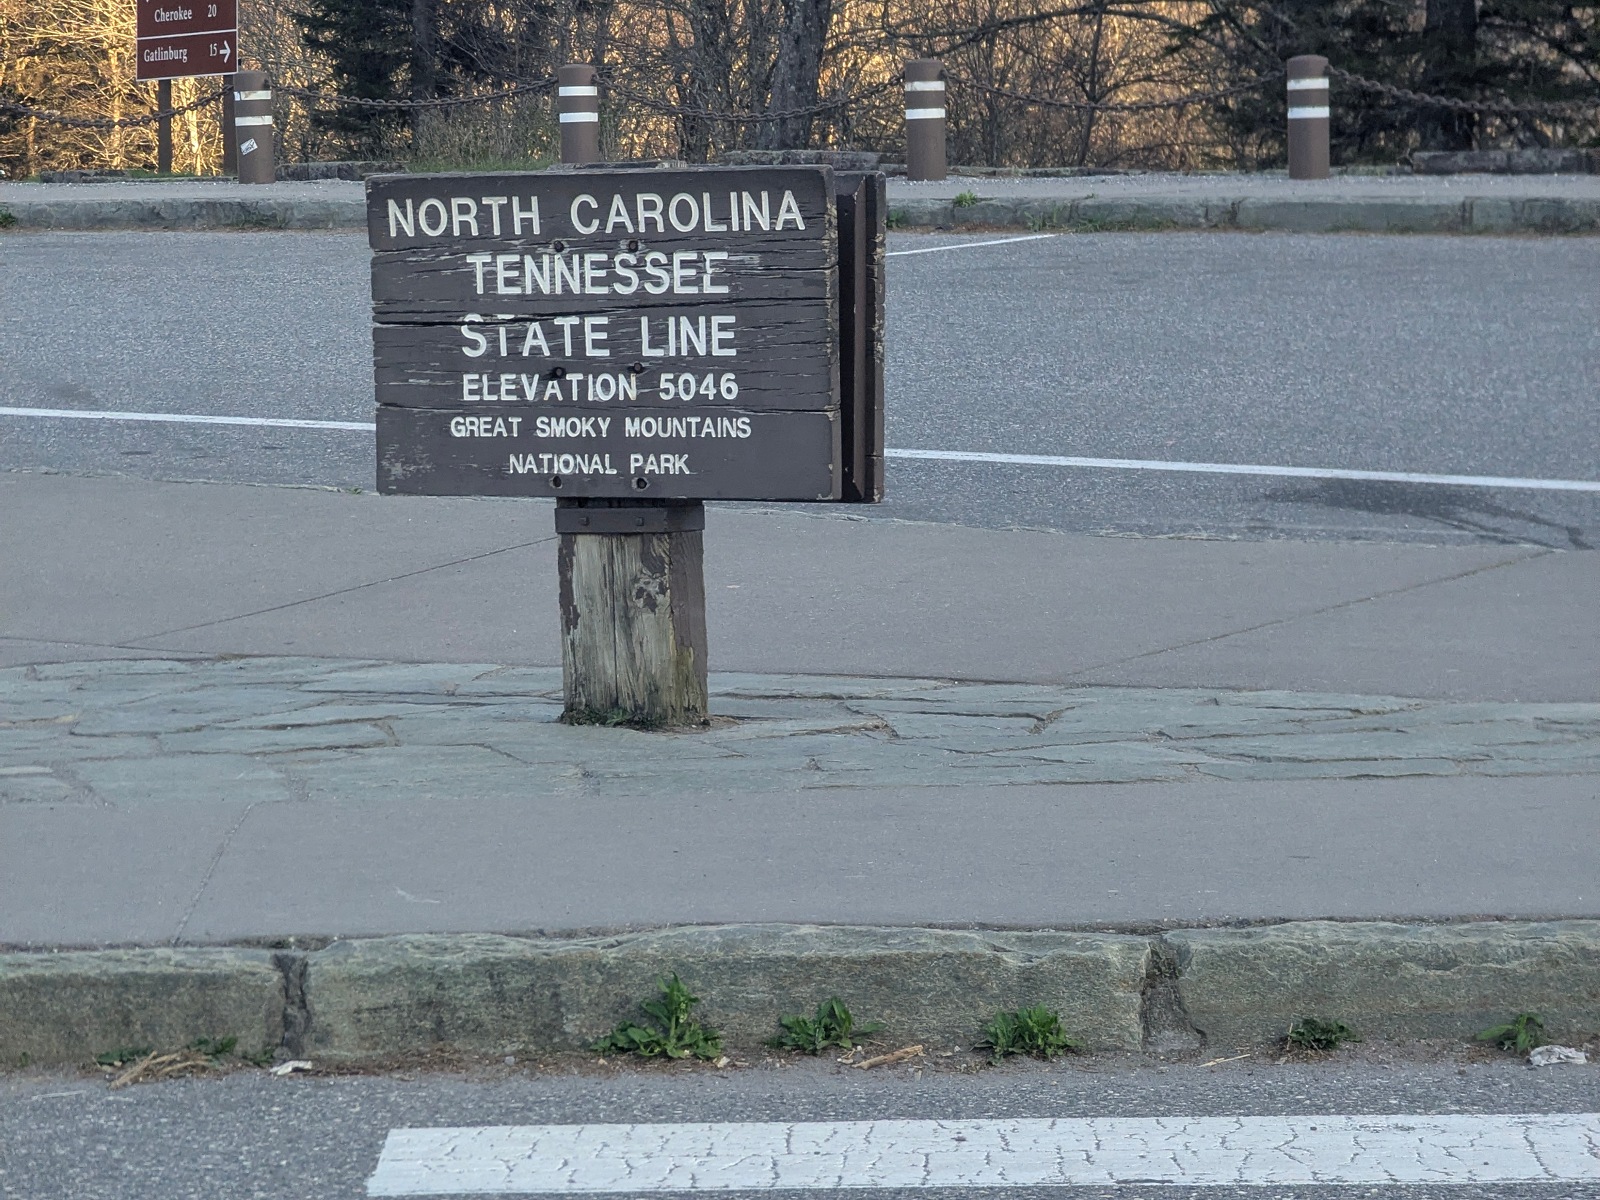 Cherokee 20
Gatlinburg 15 →
NORTH CAROLINA
TENNESSEE
STATE LINE
ELEVATION 5046
GREAT SMOKY MOUNTAINS
NATIONAL PARK